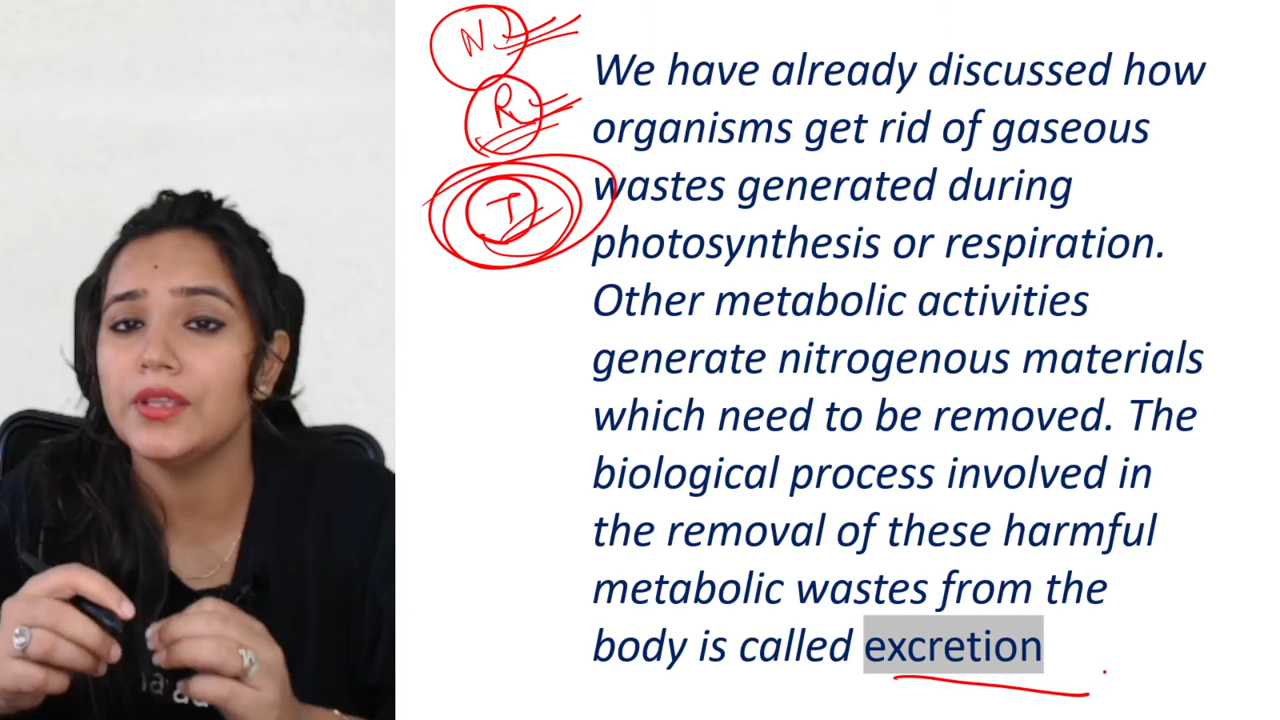 N
R
T
We have already discussed how
organisms get rid of gaseous
wastes generated during
photosynthesis or respiration.
Other metabolic activities
generate nitrogenous materials
which need to be removed. The
biological process involved in
the removal of these harmful
metabolic wastes from the
body is called excretion